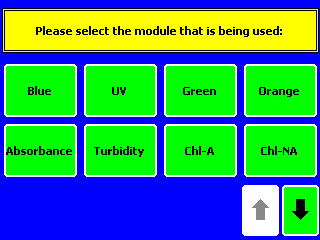 Please select the module that is being used:
Blue UV Green Orange
Absorbance Turbidity Chl-A Chl-NA